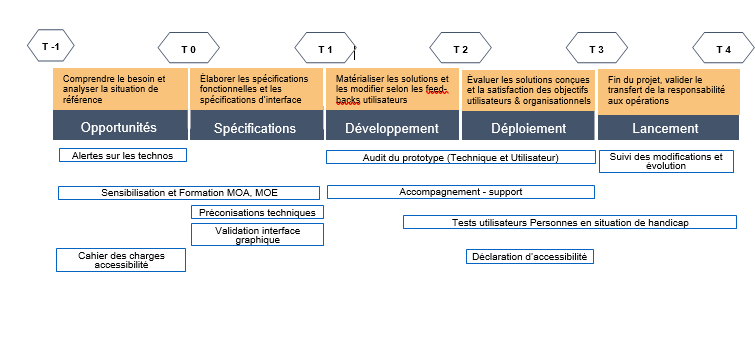 T -1
T 0
T 1
T 2
T 3
T 4
Comprendre le besoin et
analyser la situation de
référence
Élaborer les spécifications
fonctionnelles et les
spécifications d'interface
Matérialiser les solutions et
les modifier selon les feed-
backs utilisateurs
Évaluer les solutions conçues
et la satisfaction des objectifs
utilisateurs & organisationnels
Fin du projet, valider le
transfert de la responsabilité
aux opérations
Opportunités
Spécifications
Développement
Déploiement
Lancement
Alertes sur les technos
Audit du prototype (Technique et Utilisateur)
Suivi des modifications et
évolution
Sensibilisation et Formation MOA, MOE
Accompagnement - support
Préconisations techniques
Tests utilisateurs Personnes en situation de handicap
Validation interface
graphique
Cahier des charges
accessibilité
Déclaration d'accessibilité